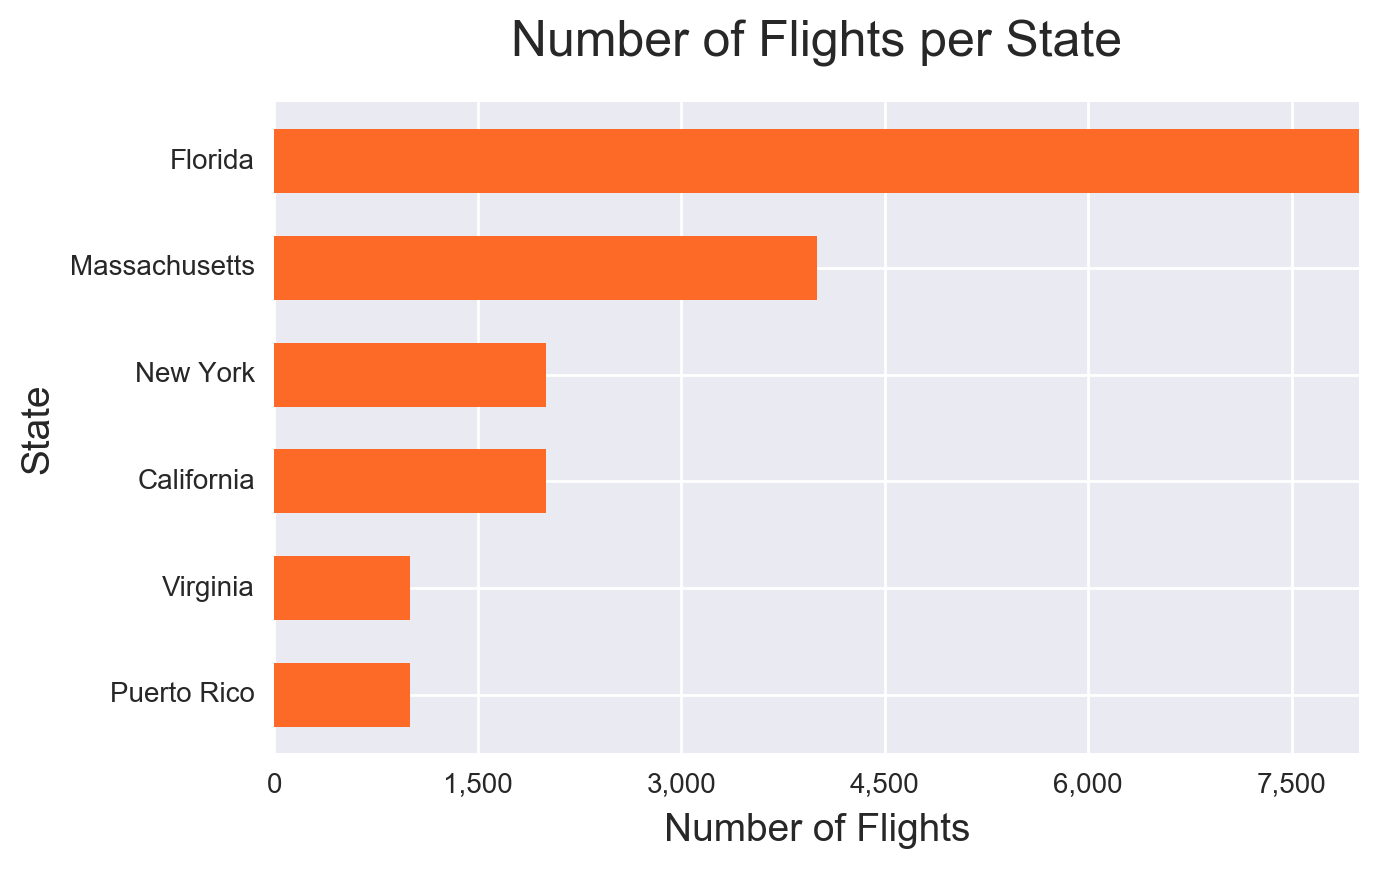 Number of Flights per State
Florida
Massachusetts
New York
California
Virginia
Puerto Rico
State
0 1,500 3,000 4,500 6,000 7,500
Number of Flights